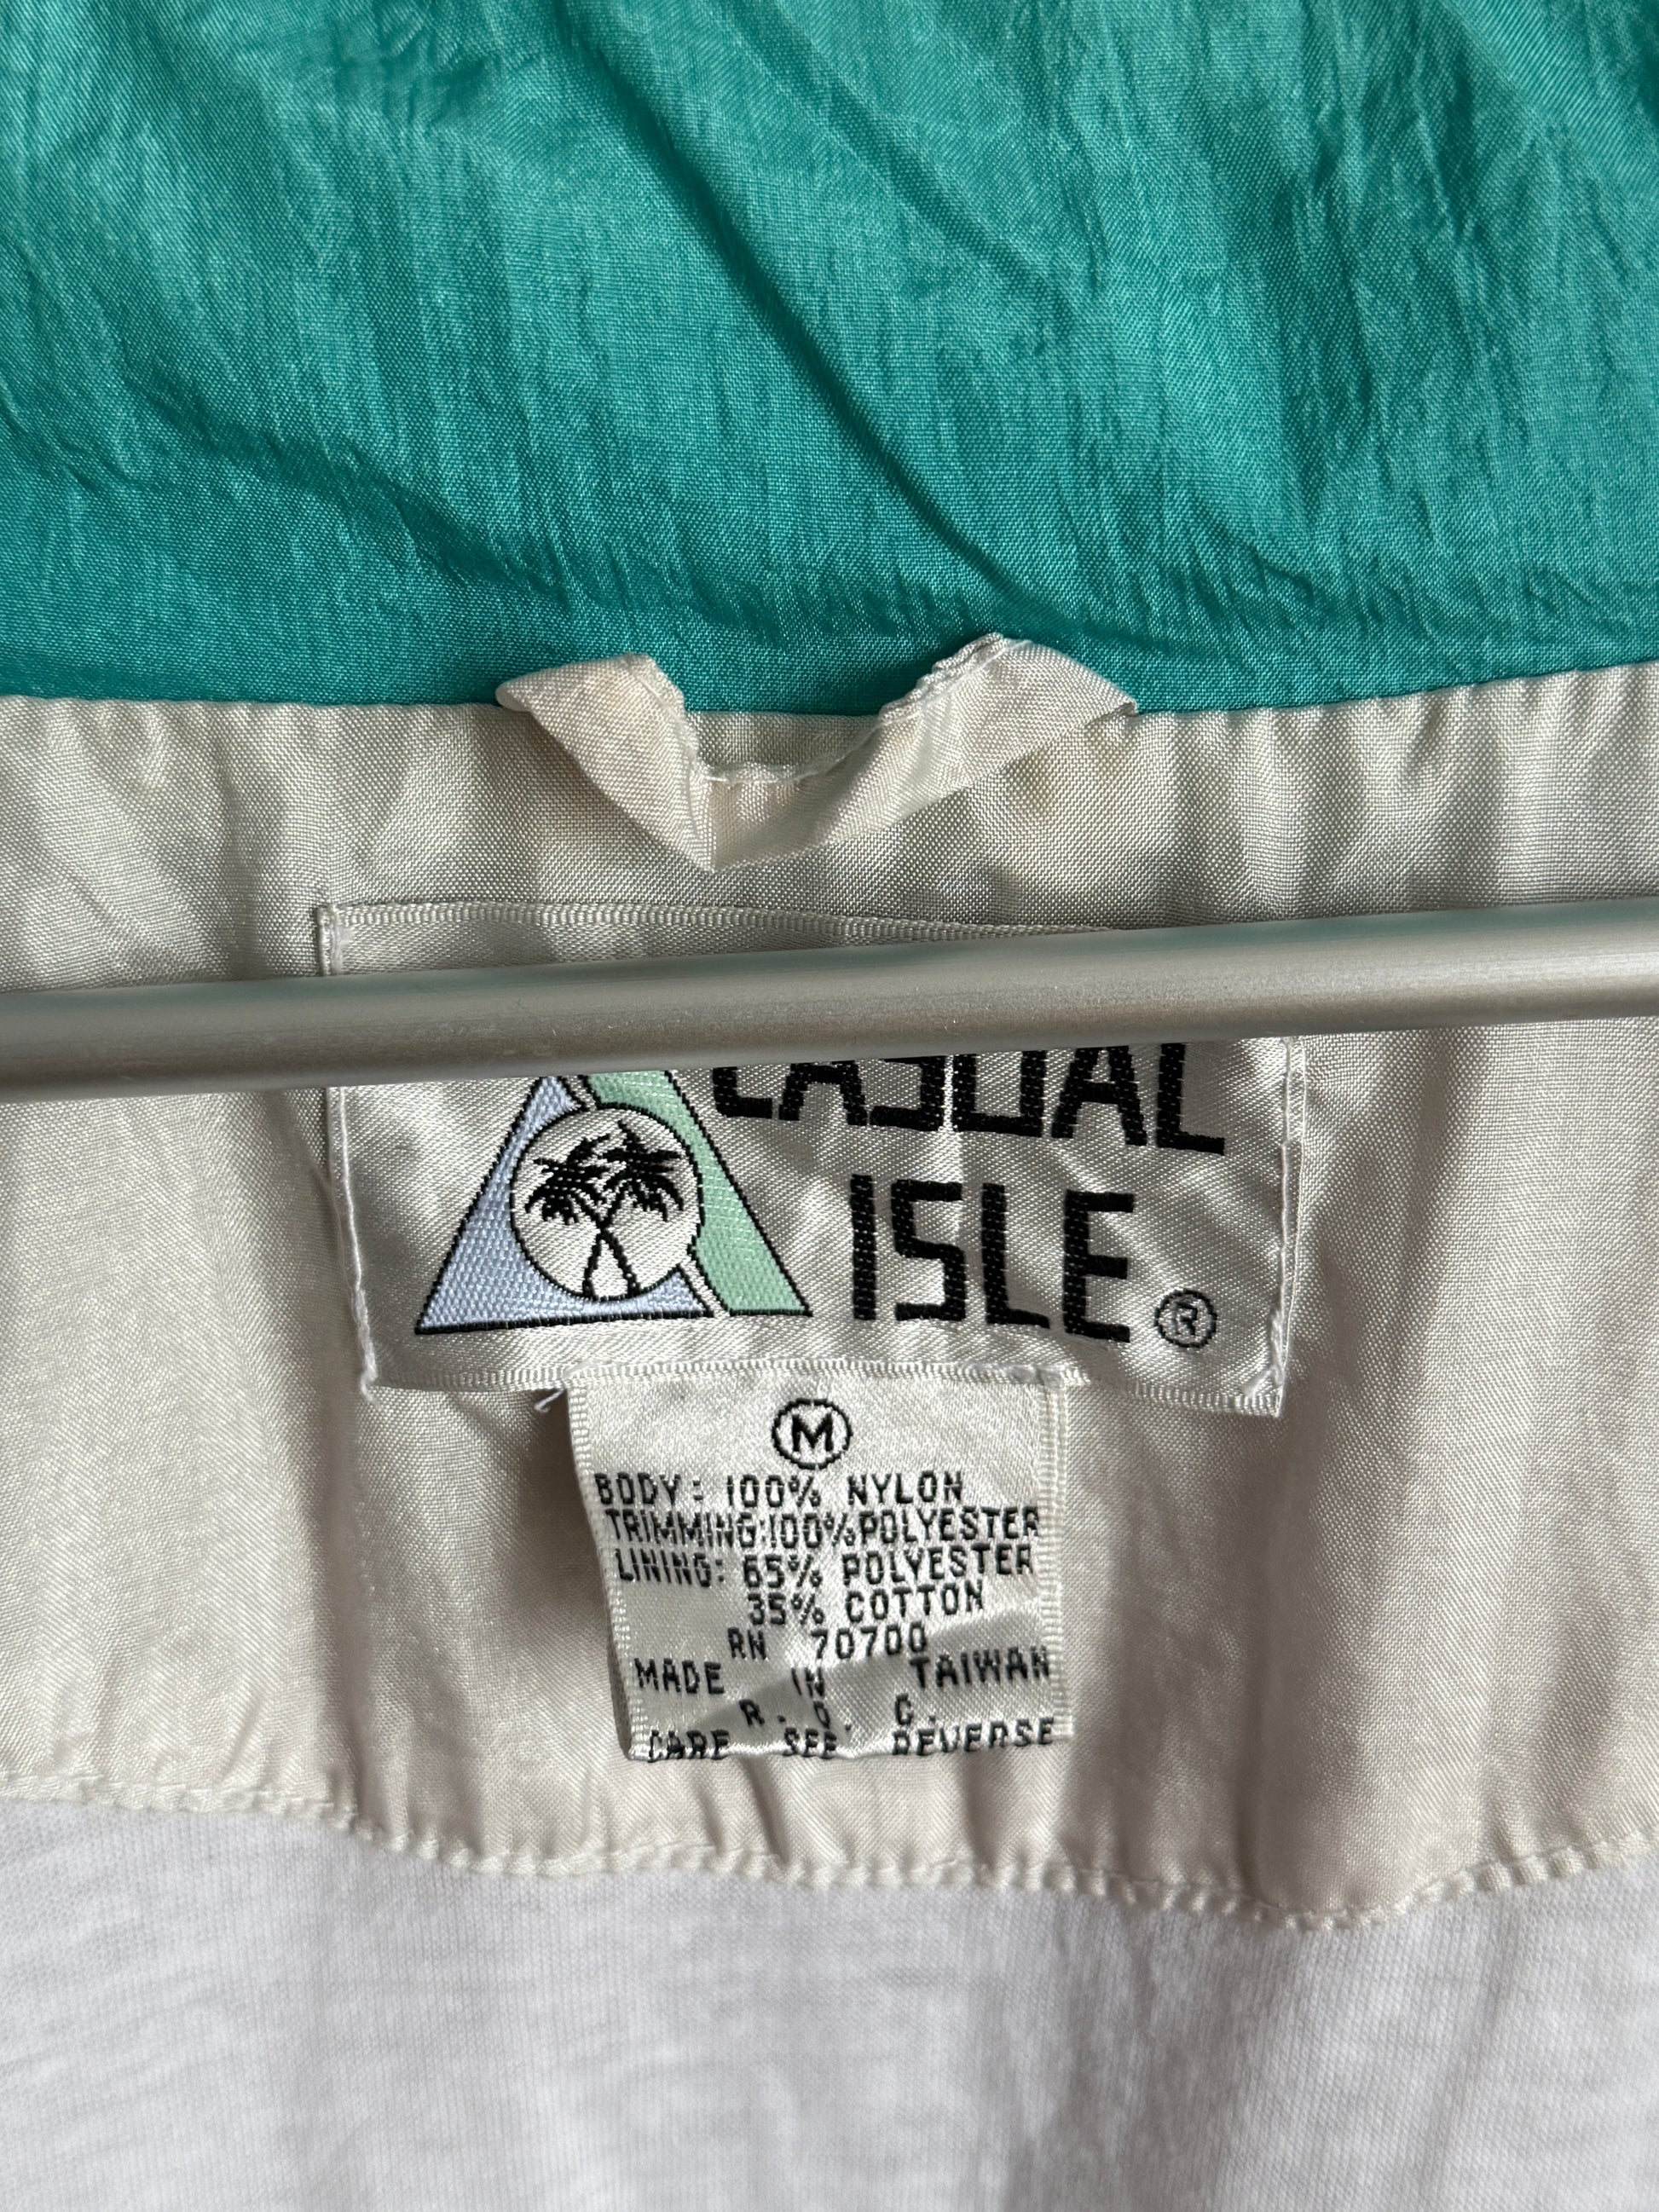 CASUAL
ISLE ®
M
BODY: 100% NYLON
TRIMMING:100%POLYESTER
LINING: 65% POLYESTER
35% COTTON
RN 70700
MADE IN TAIWAN
R. O. C.
CARE SEE REVERSE